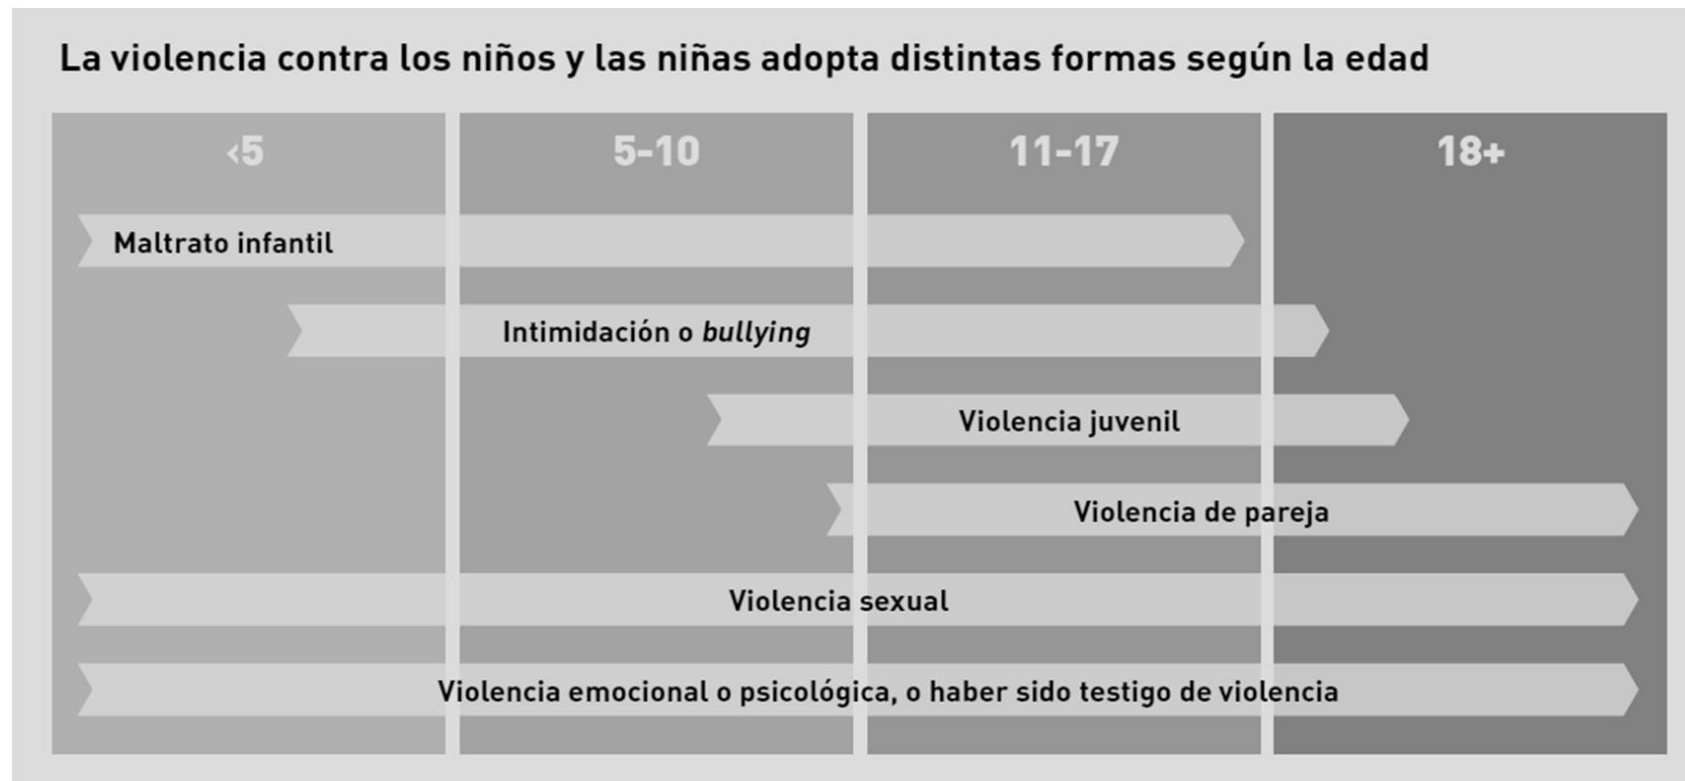 La violencia contra los niños y las niñas adopta distintas formas según la edad
<5
5-10
11-17
18+
Maltrato infantil
Intimidación o bullying
Violencia juvenil
Violencia de pareja
Violencia sexual
Violencia emocional o psicológica, o haber sido testigo de violencia